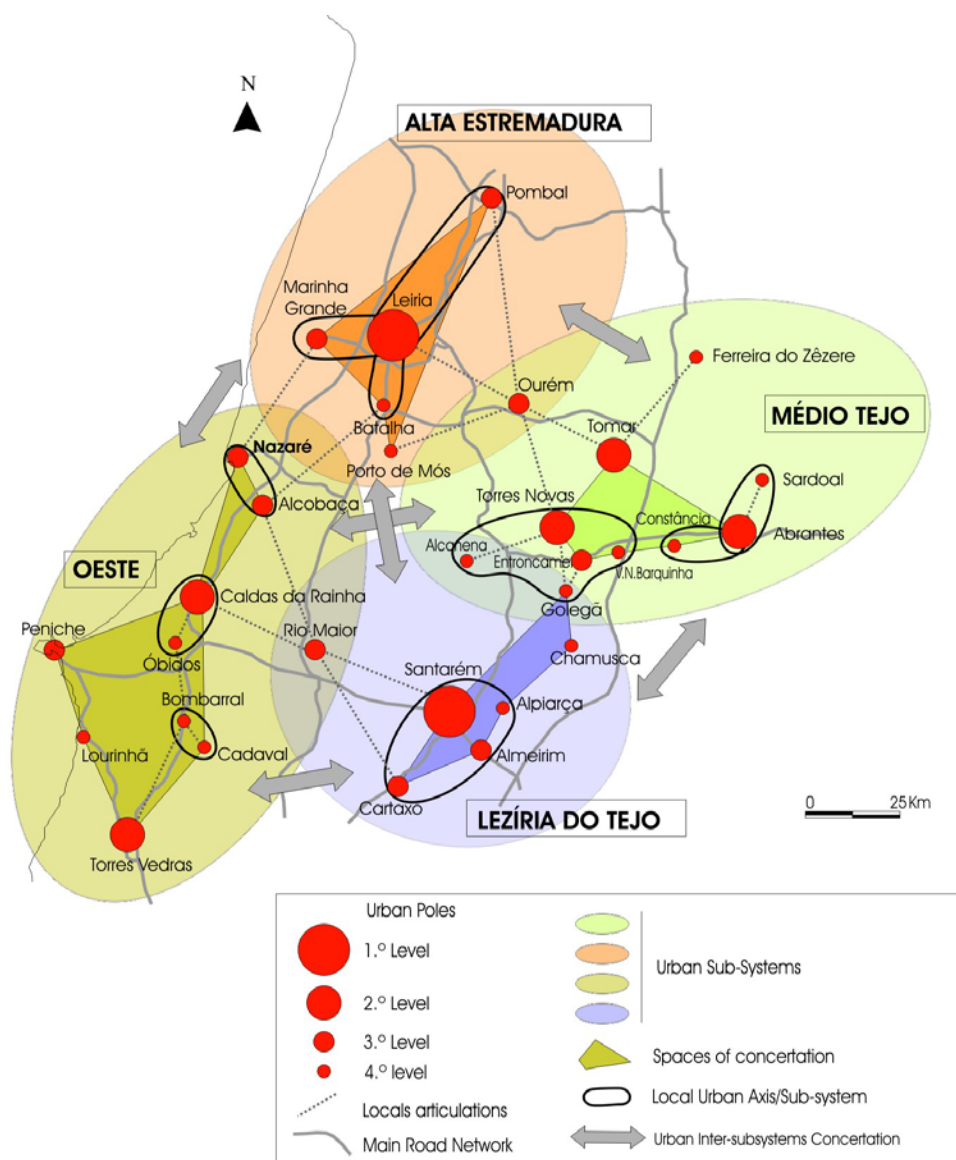 N
ALTA ESTREMADURA
Pombal
Marinha
Grande
Leiria
Ferreira do Zêzere
Ourém
MÉDIO TEJO
Batalha
Tomar
Nazaré
Porto de Mós
Sardoal
Alcobaça
Torres Novas
Constância
Abrantes
Alcanena
Entroncamento
V.N.Barquinha
OESTE
Caldas da Rainha
Golegã
Peniche
Rio Maior
Chamusca
Óbidos
Santarém
Bombarral
Alpiarça
Lourinhã
Cadaval
Almeirim
Cartaxo
0 25 Km
LEZÍRIA DO TEJO
Torres Vedras
Urban Poles
1.º Level
2.º Level
3.º Level
4.º level
Locals articulations
Main Road Network
Urban Sub-Systems
Spaces of concertation
Local Urban Axis/Sub-system
Urban Inter-subsystems Concertation